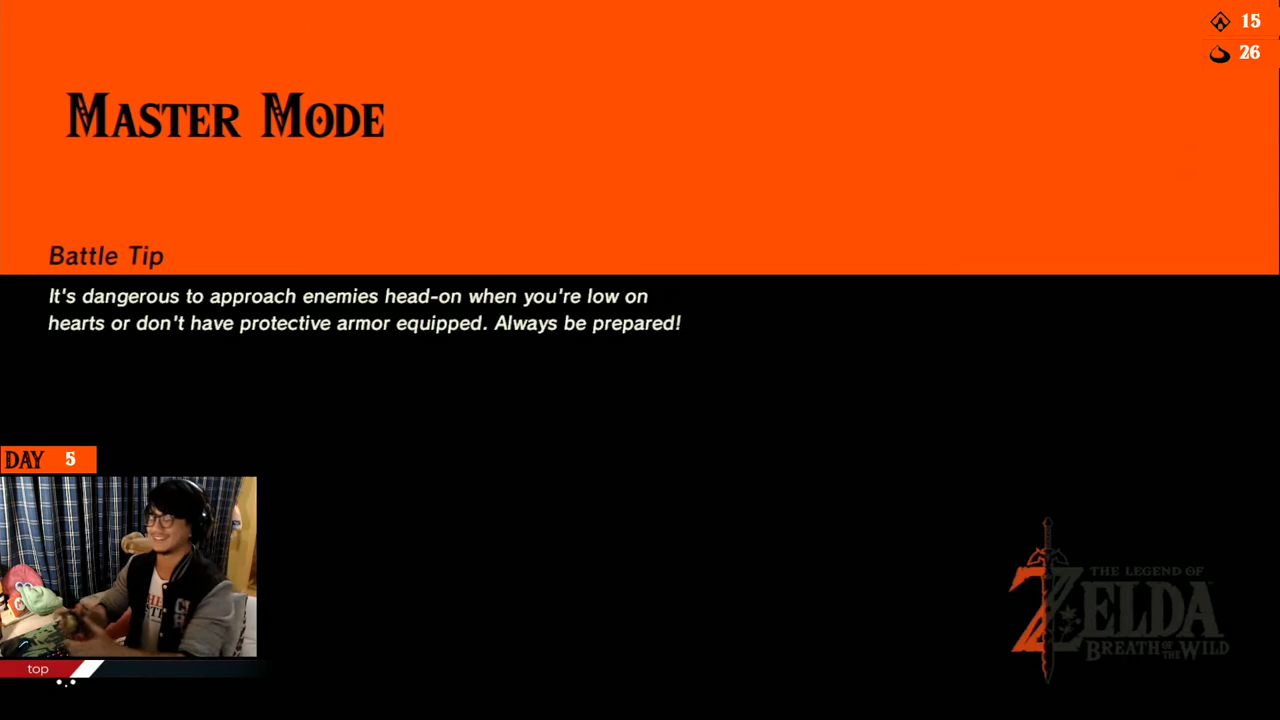 15
26
MASTER MODE
Battle Tip
It's dangerous to approach enemies head-on when you're low on
hearts or don't have protective armor equipped. Always be prepared!
DAY 5
top
THE LEGEND OF
ZELDA
BREATH OF THE WILD